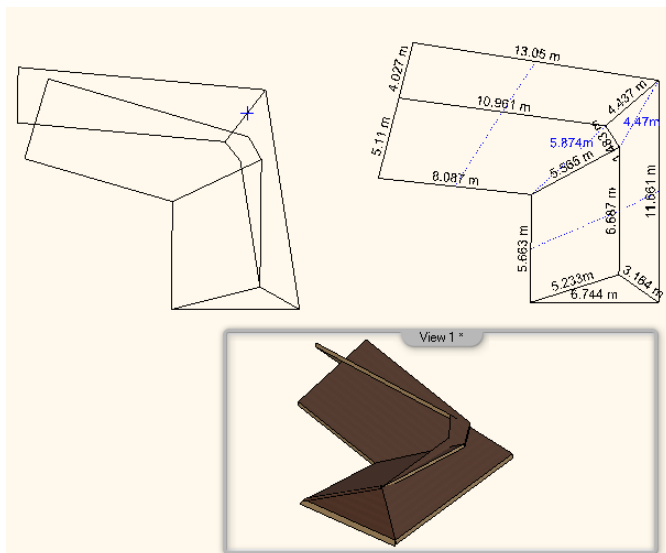 13.05 m
4.027 m
10.961 m
4.437 m
4.47m
5.11 m
5.874m
5.565 m
8.087 m
6.687 m
11.661 m
5.663 m
5.233m
3.164 m
6.744 m
View 1 *